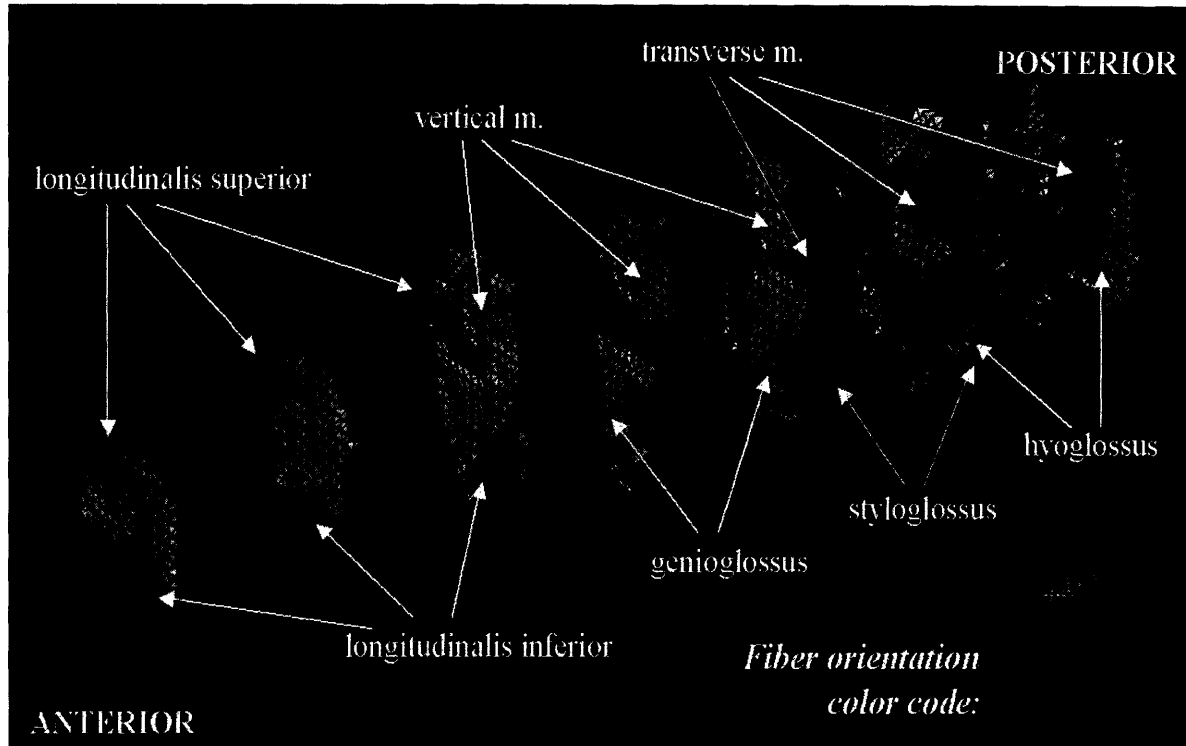 transverse m.
POSTERIOR
vertical m.
longitudinalis superior
hyoglossus
styloglossus
genioglossus
longitudinalis inferior
Fiber orientation
color code:
ANTERIOR